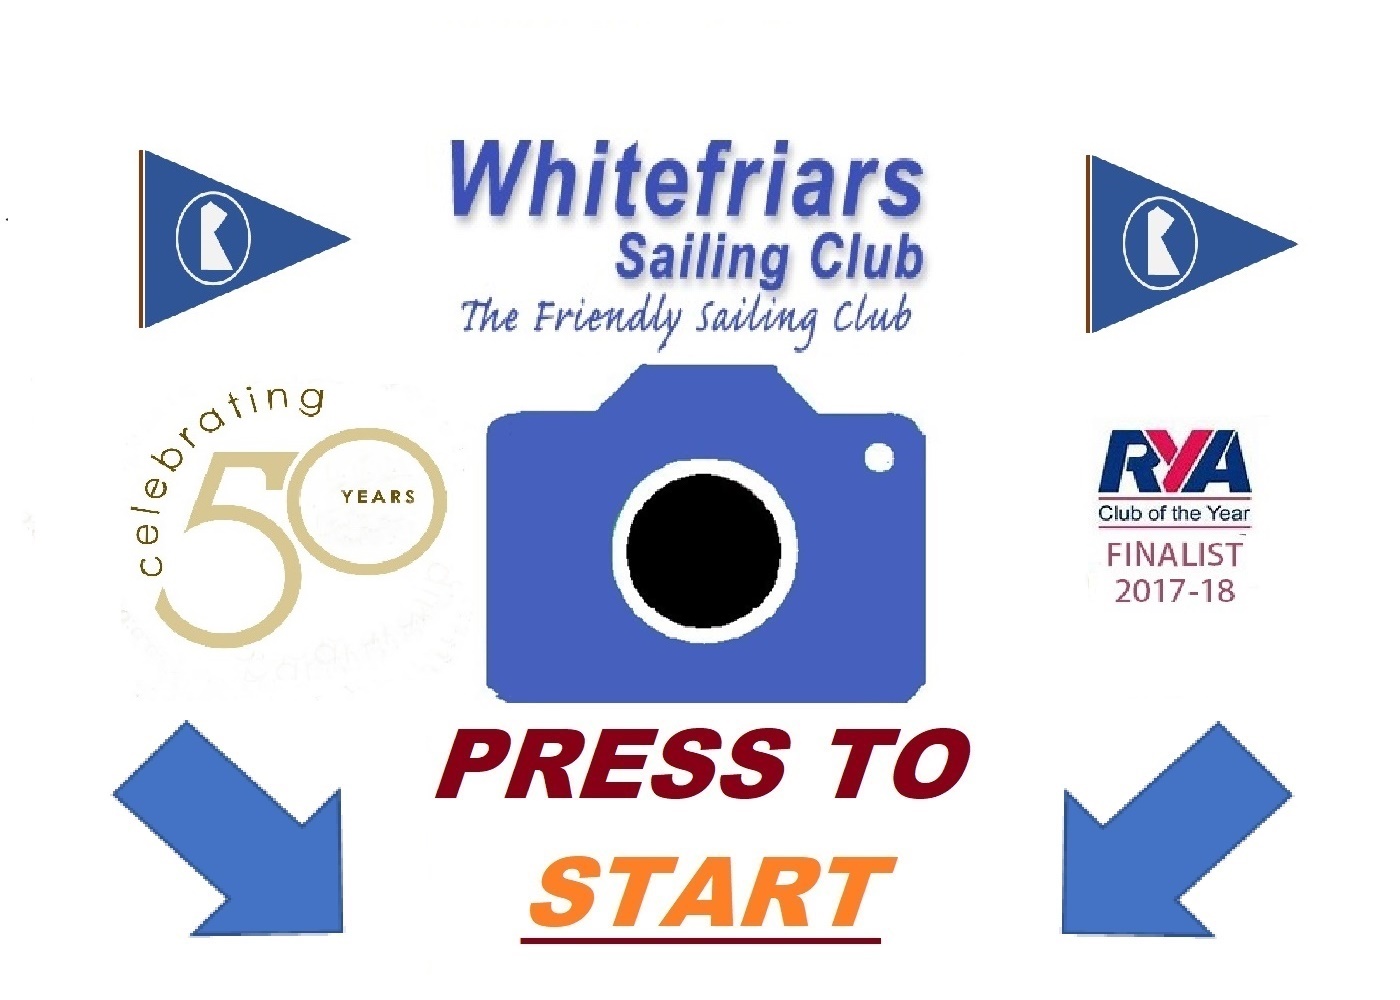 Whitefriars
Sailing Club
The Friendly Sailing Club
celebrating
50
YEARS
RYA
Club of the Year
FINALIST
2017-18
PRESS TO
START